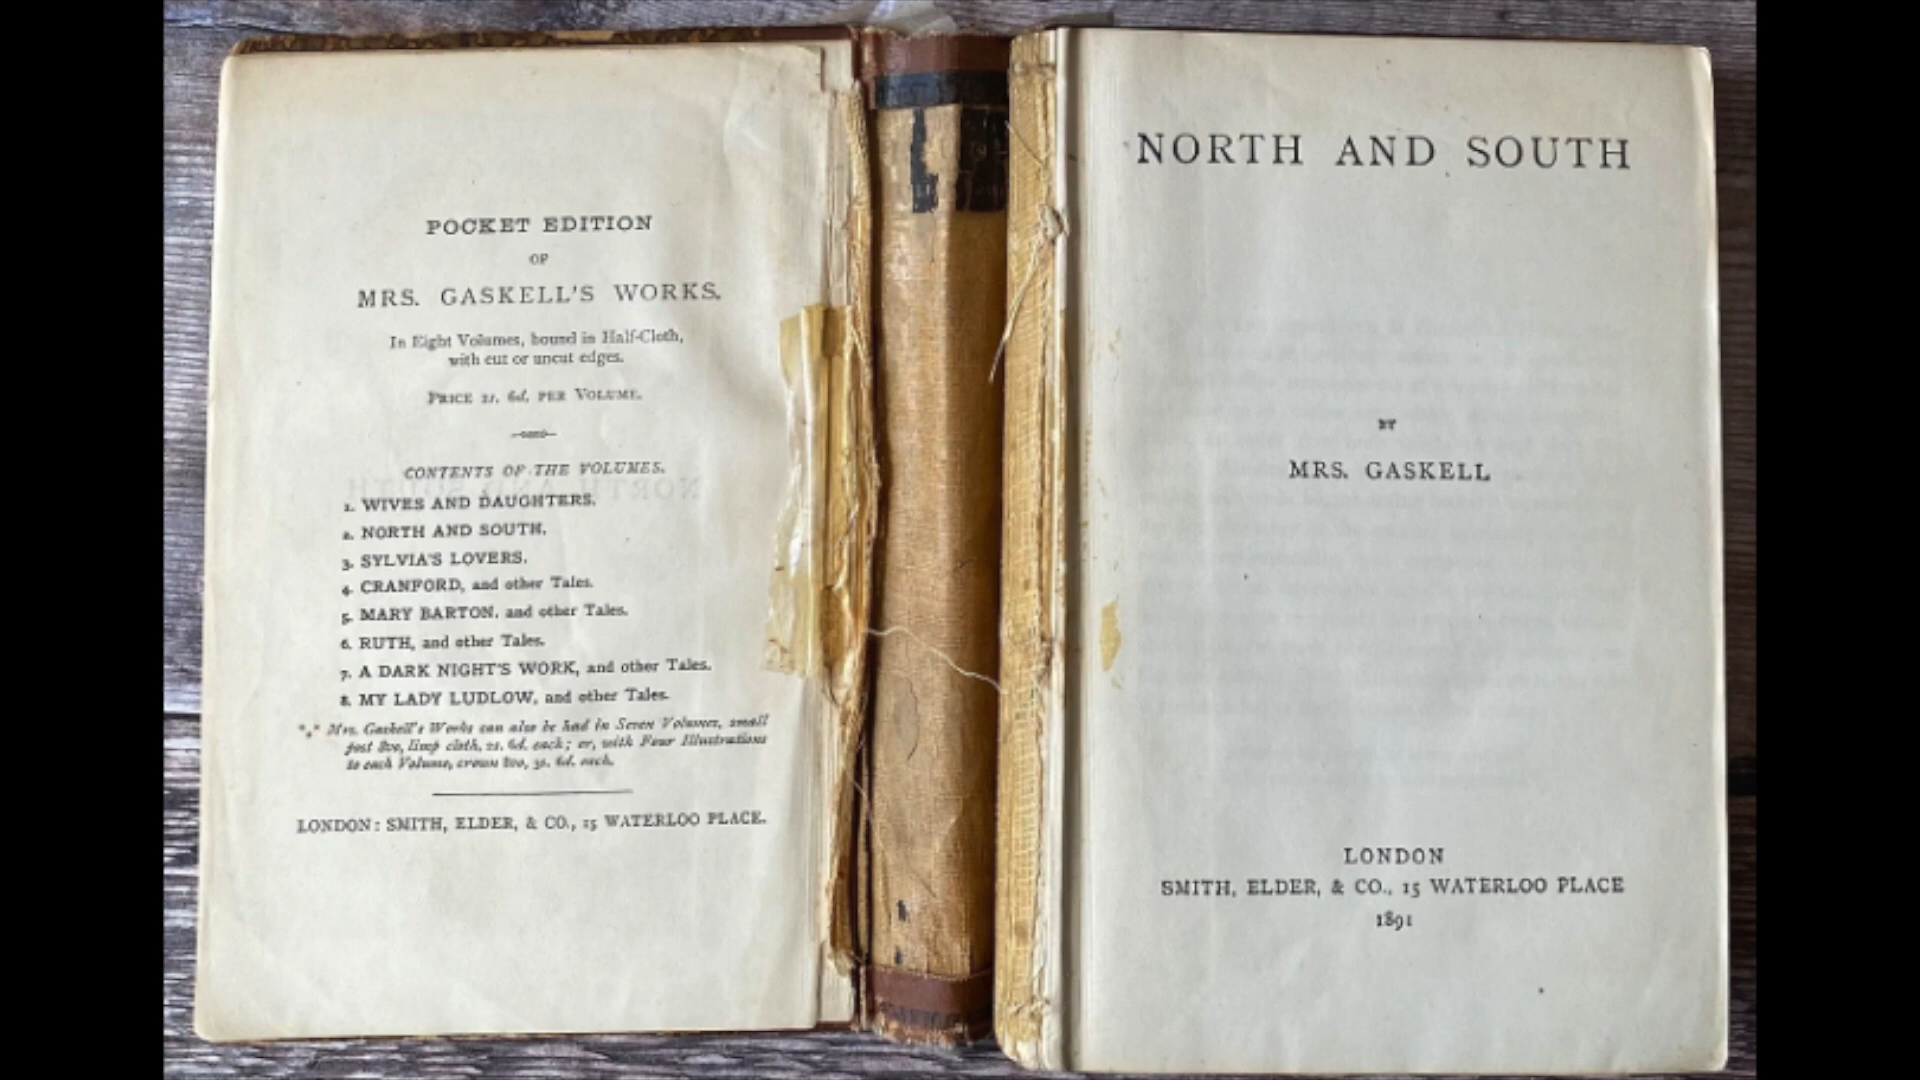 POCKET EDITION
OF
MRS. GASKELL'S WORKS.
In Eight Volumes, bound in Half-Cloth,
with cut or uncut edges.
PRICE 2s. 6d. PER VOLUME.
CONTENTS OF THE VOLUMES.
1. WIVES AND DAUGHTERS.
2. NORTH AND SOUTH.
3. SYLVIA'S LOVERS.
4. CRANFORD, and other Tales.
5. MARY BARTON, and other Tales.
6. RUTH, and other Tales.
7. A DARK NIGHT'S WORK, and other Tales.
8. MY LADY LUDLOW, and other Tales.
*** Mrs. Gaskell's Works can also be had in Seven Volumes, small
post 8vo, limp cloth, 2s. 6d. each; or, with Four Illustrations
to each Volume, crown 8vo, 3s. 6d. each.
LONDON: SMITH, ELDER, & CO., 15 WATERLOO PLACE.
NORTH AND SOUTH
BY
MRS. GASKELL
LONDON
SMITH, ELDER, & CO., 15 WATERLOO PLACE
1891